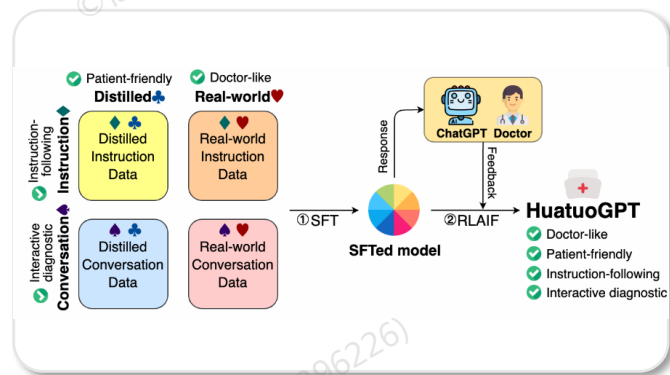 Patient-friendly
Distilled
Doctor-like
Real-world
Instruction-
following
Instruction
Distilled
Instruction
Data
Real-world
Instruction
Data
Interactive
diagnostic
Conversation
Distilled
Conversation
Data
Real-world
Conversation
Data
①SFT
SFTed model
Response
AI
ChatGPT Doctor
Feedback
②RLAIF
HuatuoGPT
Doctor-like
Patient-friendly
Instruction-following
Interactive diagnostic
96226)